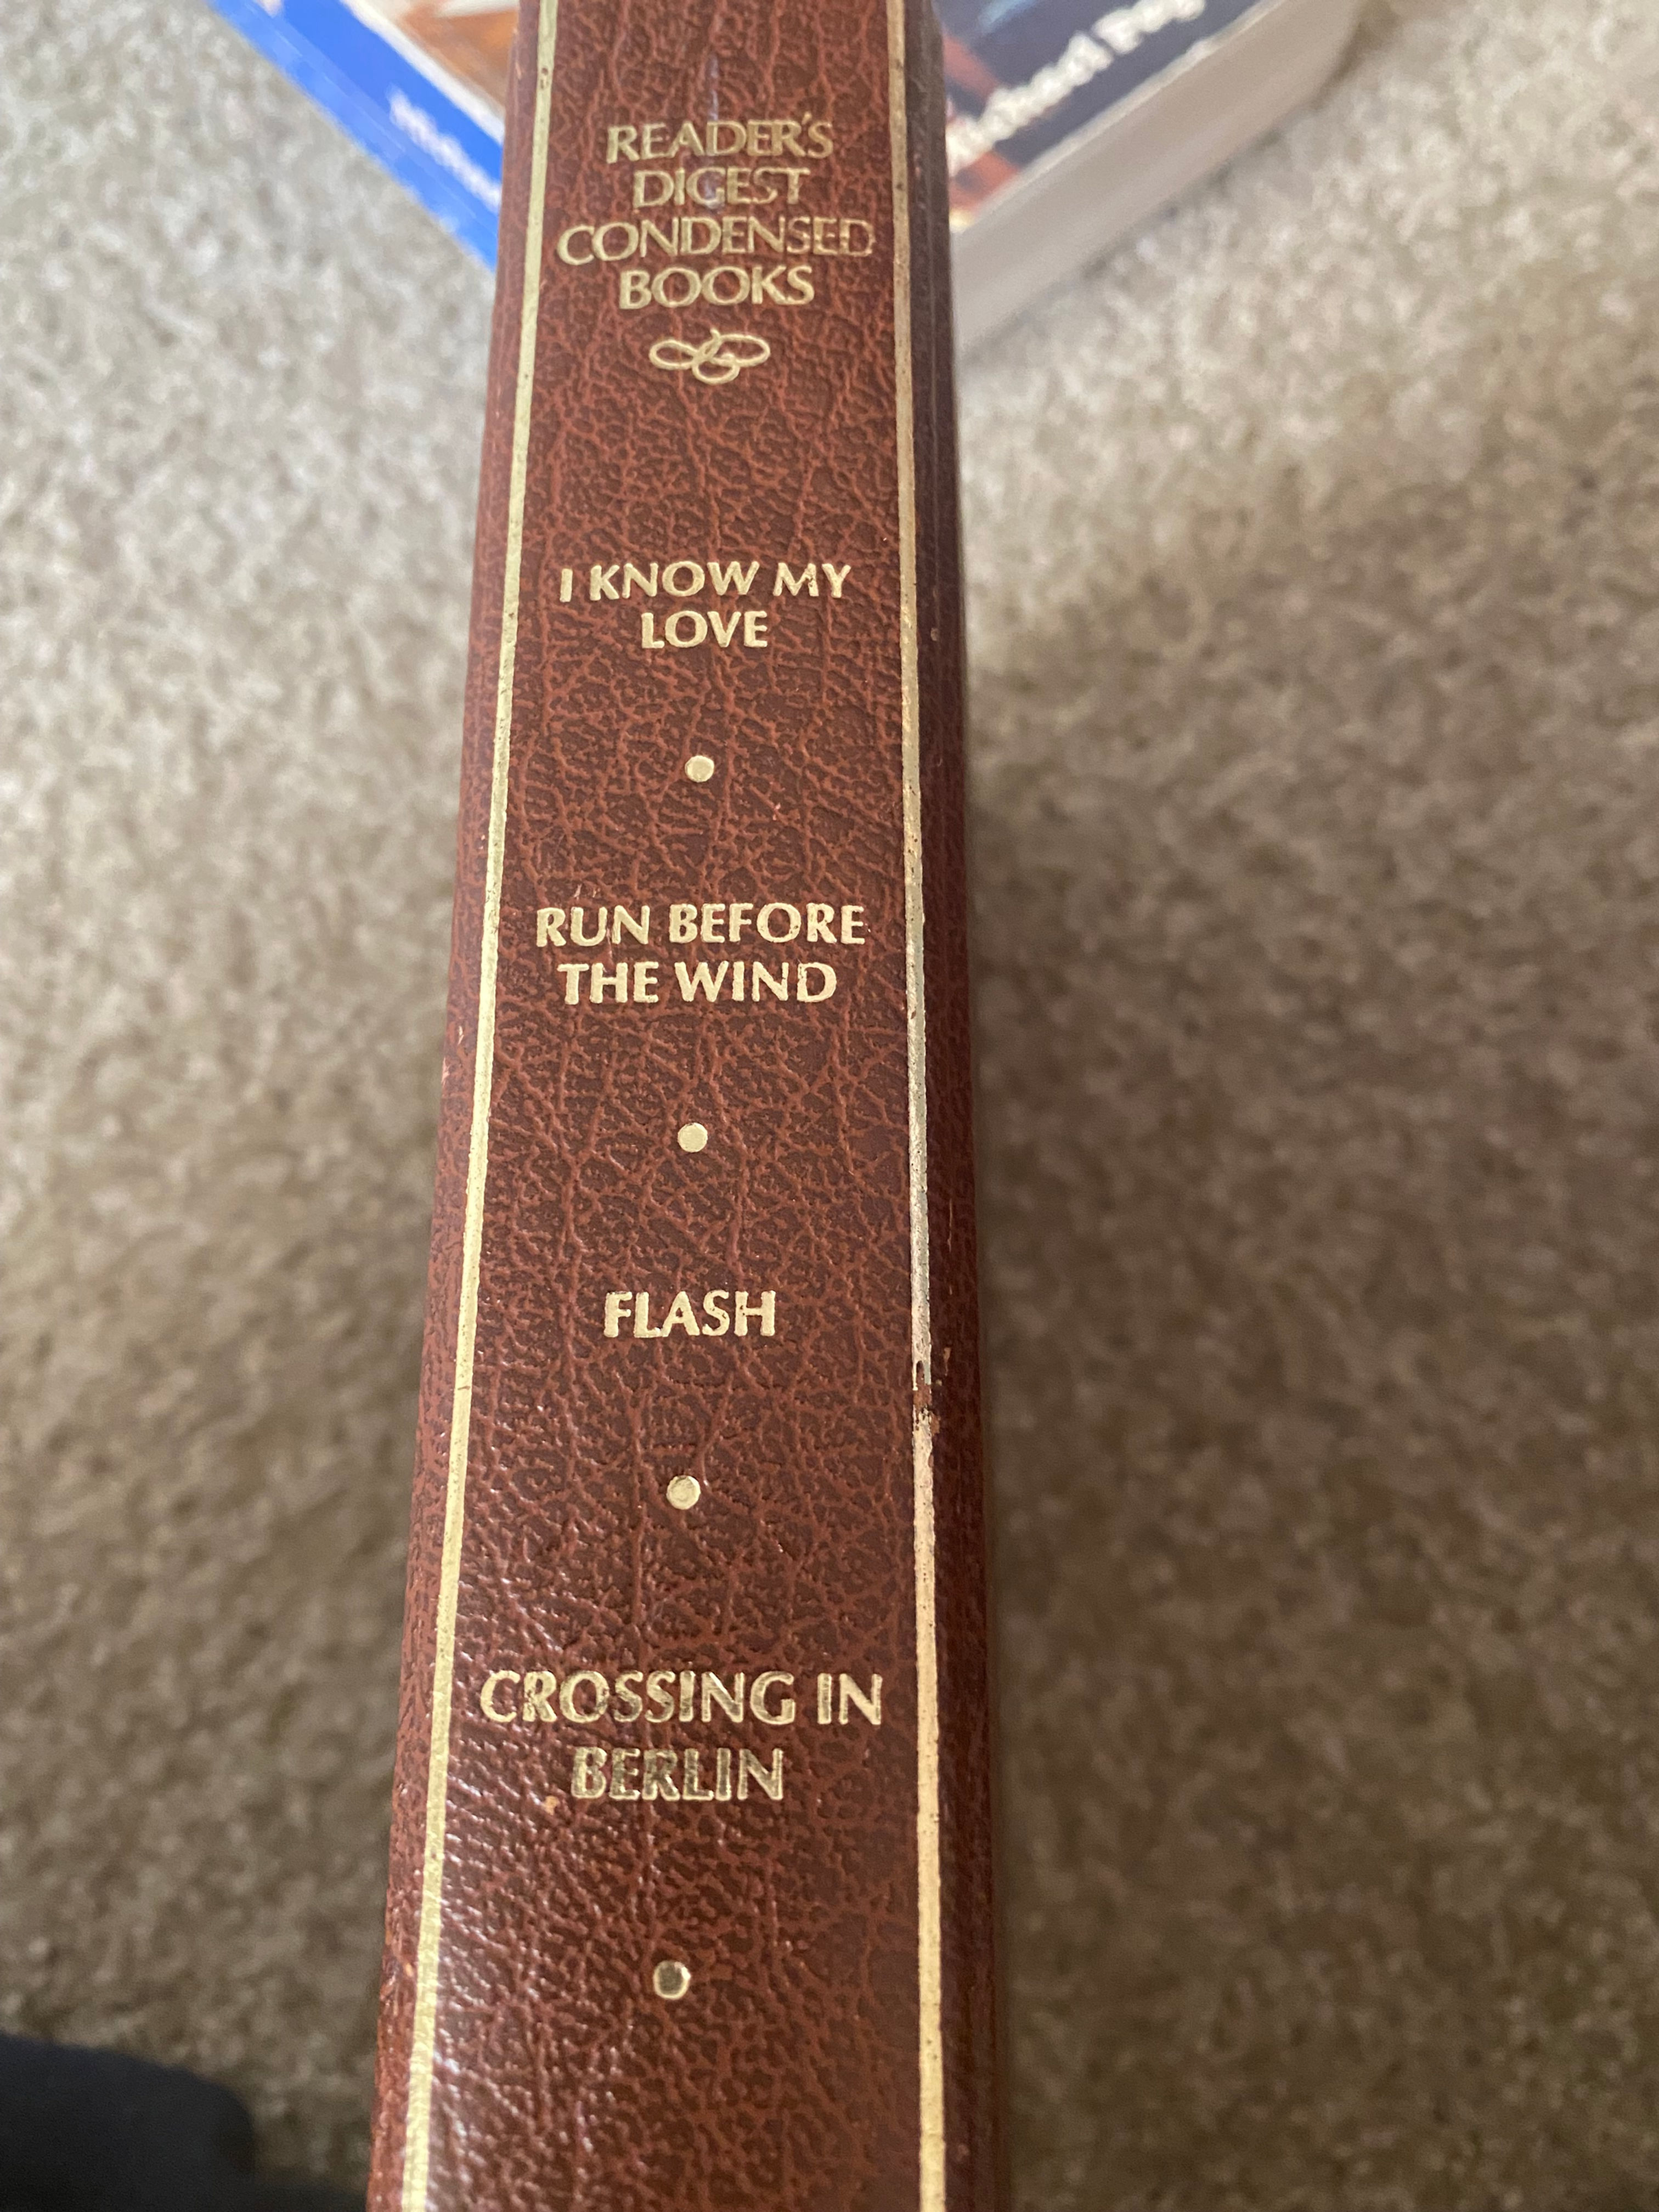 READER'S
DIGEST
CONDENSED
BOOKS
I KNOW MY
LOVE
RUN BEFORE
THE WIND
FLASH
CROSSING IN
BERLIN